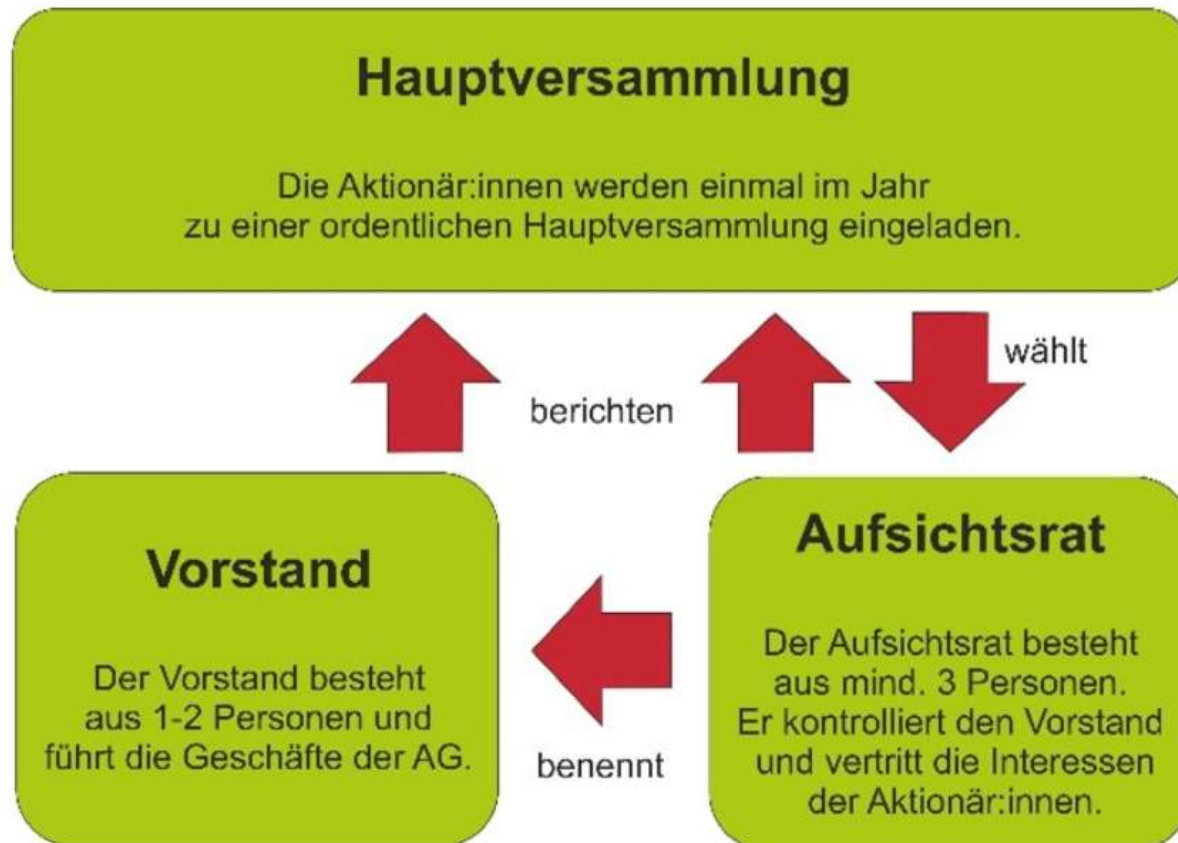 Hauptversammlung
Die Aktionär:innen werden einmal im Jahr
zu einer ordentlichen Hauptversammlung eingeladen.
wählt
berichten
Vorstand
Der Vorstand besteht
aus 1-2 Personen und
führt die Geschäfte der AG.
benennt
Aufsichtsrat
Der Aufsichtsrat besteht
aus mind. 3 Personen.
Er kontrolliert den Vorstand
und vertritt die Interessen
der Aktionär:innen.